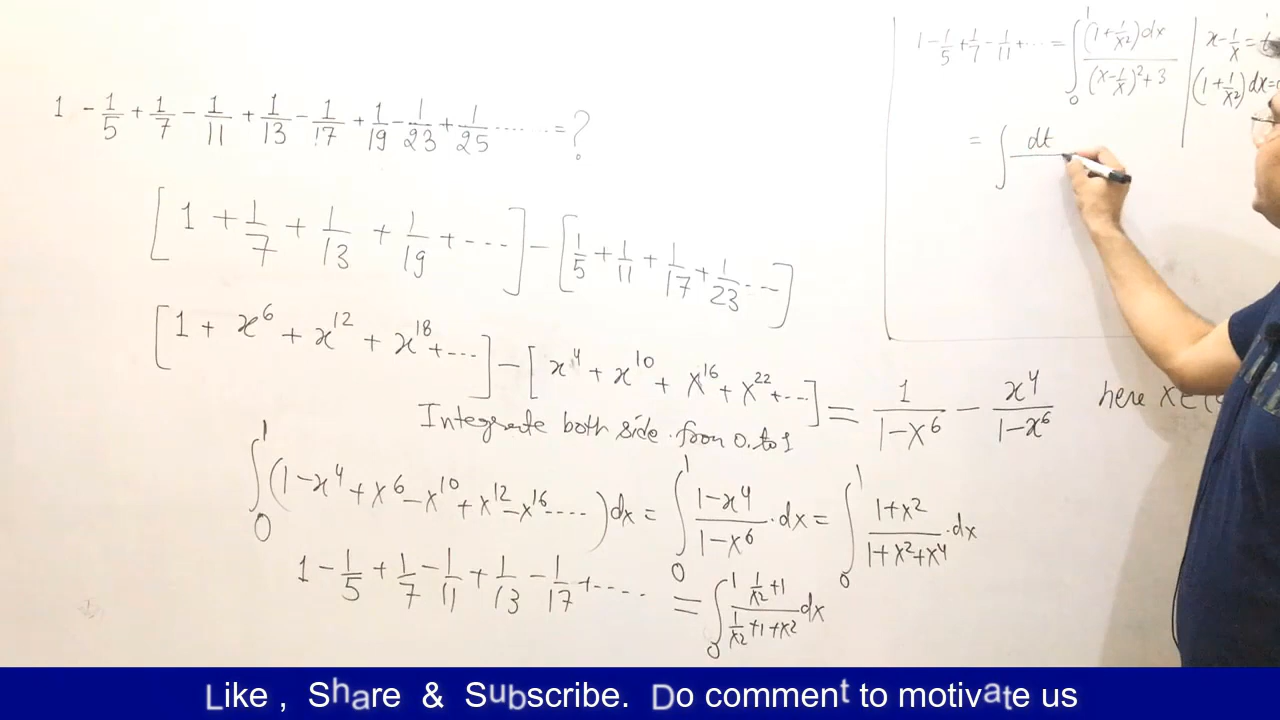 1 - 1/5 + 1/7 - 1/11 + 1/13 - 1/17 + 1/19 - 1/23 + 1/25 ........ = ?
[1 + 1/7 + 1/13 + 1/19 + ----] - [1/5 + 1/11 + 1/17 + 1/23 -- --]
[1 + x^6 + x^12 + x^18 + ----] - [x^4 + x^10 + x^16 + x^22 + ---] = 1/(1-x^6) - x^4/(1-x^6) here x∈(
Integrate both side from 0 to 1
∫_0^1 (1 - x^4 + x^6 - x^10 + x^12 - x^16 ----) dx = ∫_0^1 (1-x^4)/(1-x^6) · dx = ∫_0^1 (1+x^2)/(1+x^2+x^4) · dx
1 - 1/5 + 1/7 - 1/11 + 1/13 - 1/17 + ---- = ∫_0^1 (1/x^2 + 1)/(1/x^2 + 1 + x^2) dx
1 - 1/5 + 1/7 - 1/11 + ... = ∫_0^1 (1 + 1/x^2) dx/((x - 1/x)^2 + 3)
x - 1/x = t
(1 + 1/x^2) dx =
= ∫ dt
Like , Share & Subscribe. Do comment to motivate us